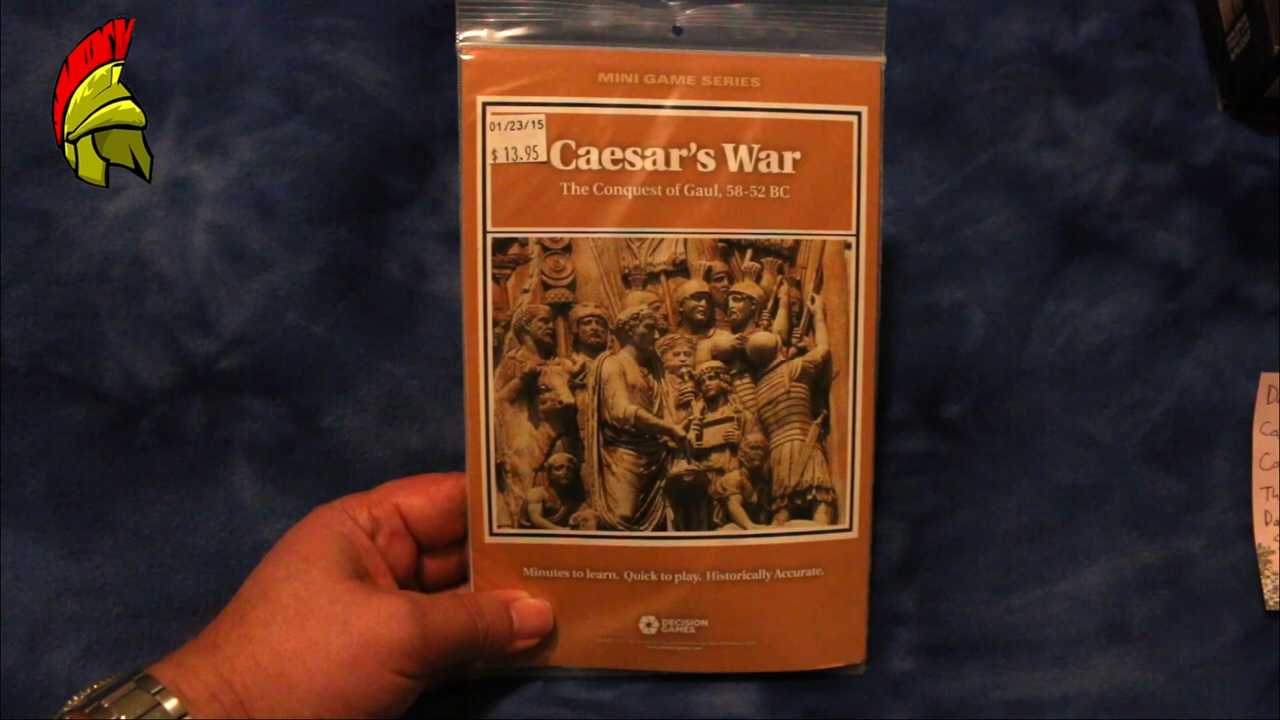 MINI GAME SERIES
01/23/15
$ 13.95
Caesar's War
The Conquest of Gaul, 58-52 BC
Minutes to learn. Quick to play. Historically Accurate.
DECISION
GAMES